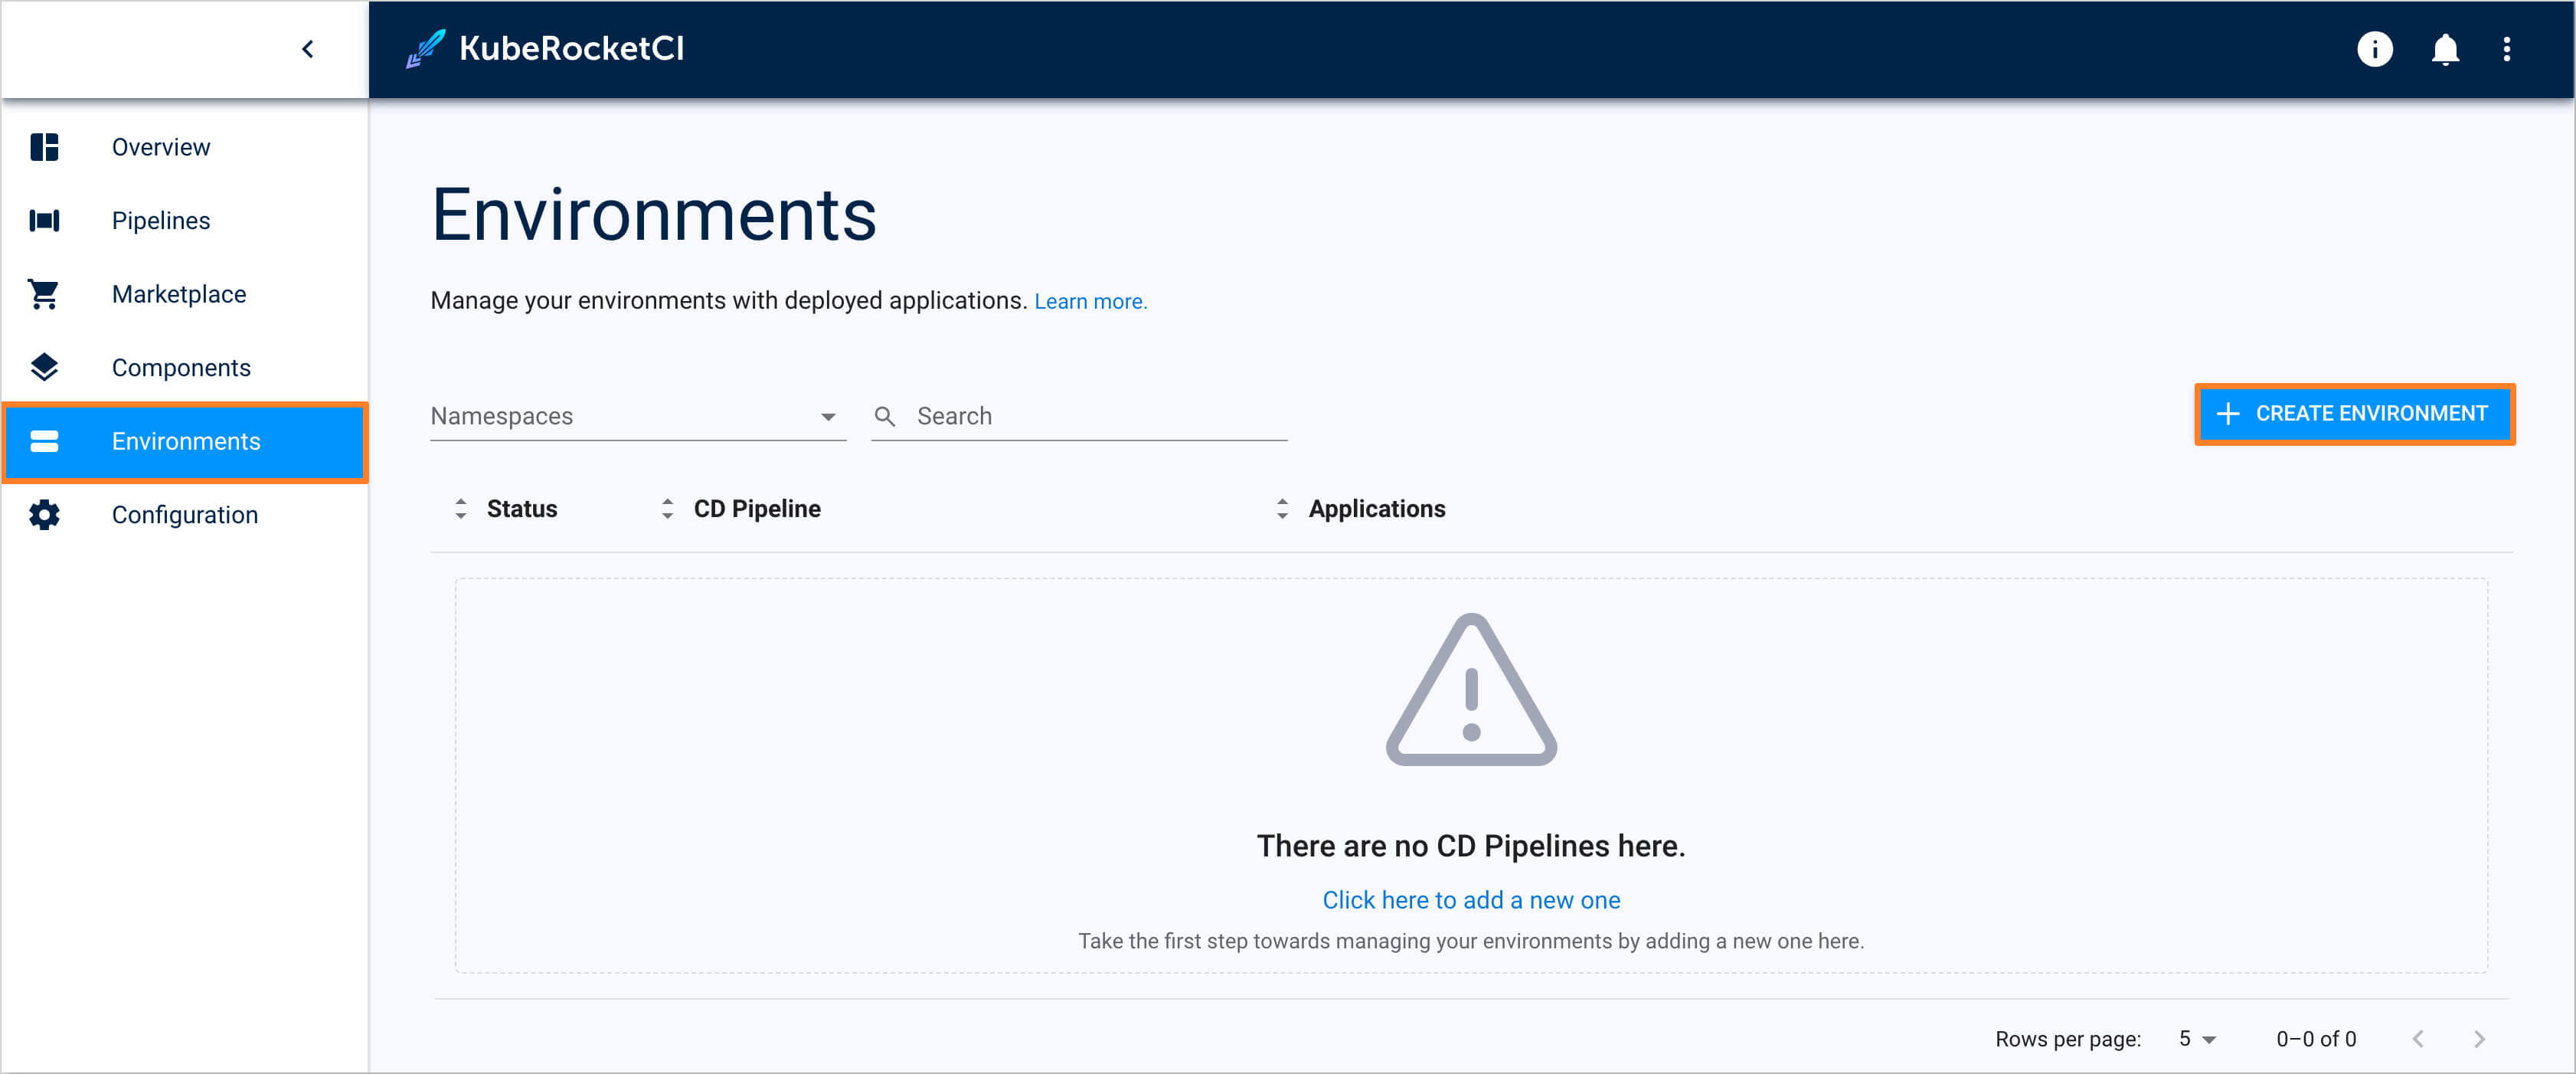 KubeRocketCI
Overview
Pipelines
Marketplace
Components
Environments
Configuration
Environments
Manage your environments with deployed applications. Learn more.
Namespaces
Search
CREATE ENVIRONMENT
Status CD Pipeline Applications
There are no CD Pipelines here.
Click here to add a new one
Take the first step towards managing your environments by adding a new one here.
Rows per page: 5 0–0 of 0